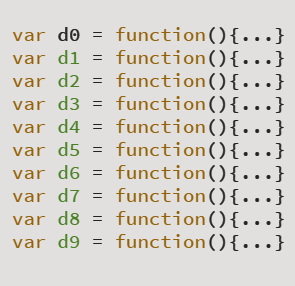 var d0 = function(){...}
var d1 = function(){...}
var d2 = function(){...}
var d3 = function(){...}
var d4 = function(){...}
var d5 = function(){...}
var d6 = function(){...}
var d7 = function(){...}
var d8 = function(){...}
var d9 = function(){...}